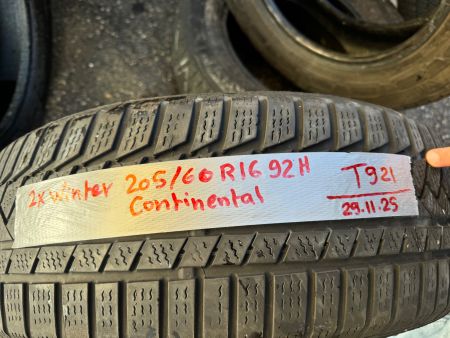 2x winter 205/60 R16 92H
Continental
T921
29.11.25